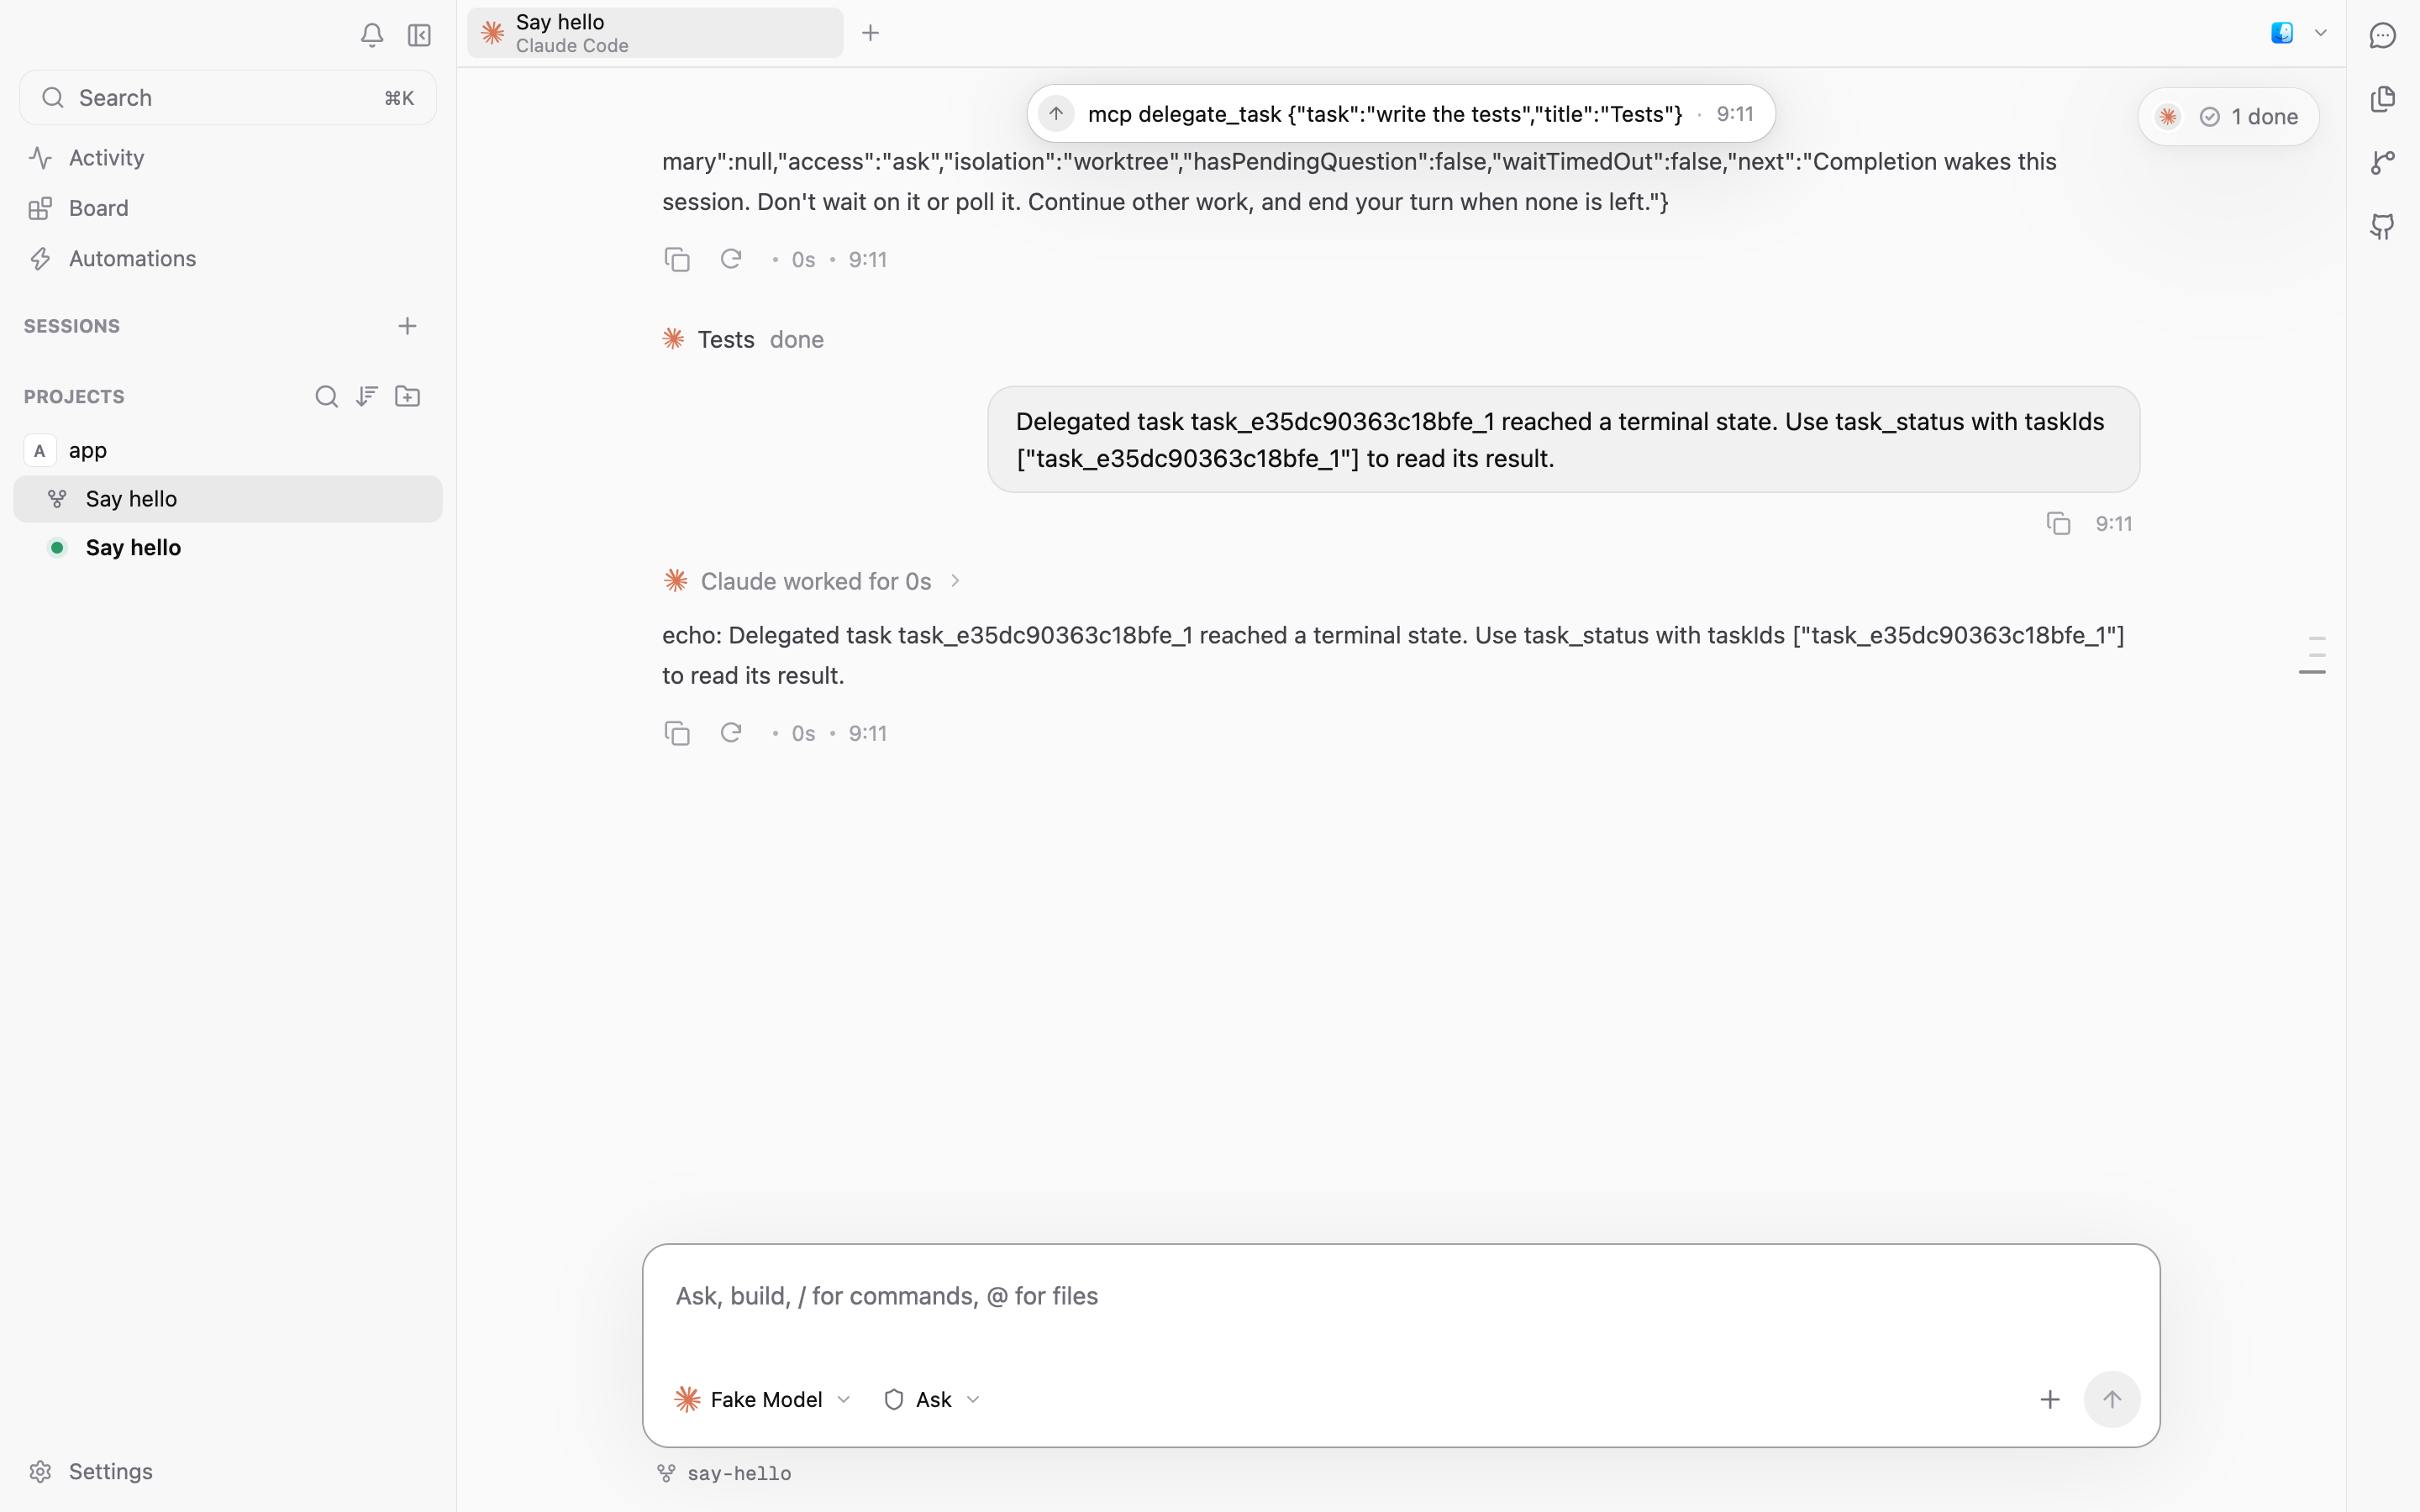 Say hello
Claude Code
Search
⌘K
Activity
Board
Automations
SESSIONS
PROJECTS
A
app
Say hello
Say hello
Settings
mcp delegate_task {"task":"write the tests","title":"Tests"} · 9:11
1 done
mary":null,"access":"ask","isolation":"worktree","hasPendingQuestion":false,"waitTimedOut":false,"next":"Completion wakes this
session. Don't wait on it or poll it. Continue other work, and end your turn when none is left."}
• 0s • 9:11
Tests done
Delegated task task_e35dc90363c18bfe_1 reached a terminal state. Use task_status with taskIds
["task_e35dc90363c18bfe_1"] to read its result.
9:11
Claude worked for 0s
echo: Delegated task task_e35dc90363c18bfe_1 reached a terminal state. Use task_status with taskIds ["task_e35dc90363c18bfe_1"]
to read its result.
• 0s • 9:11
Ask, build, / for commands, @ for files
Fake Model
Ask
say-hello